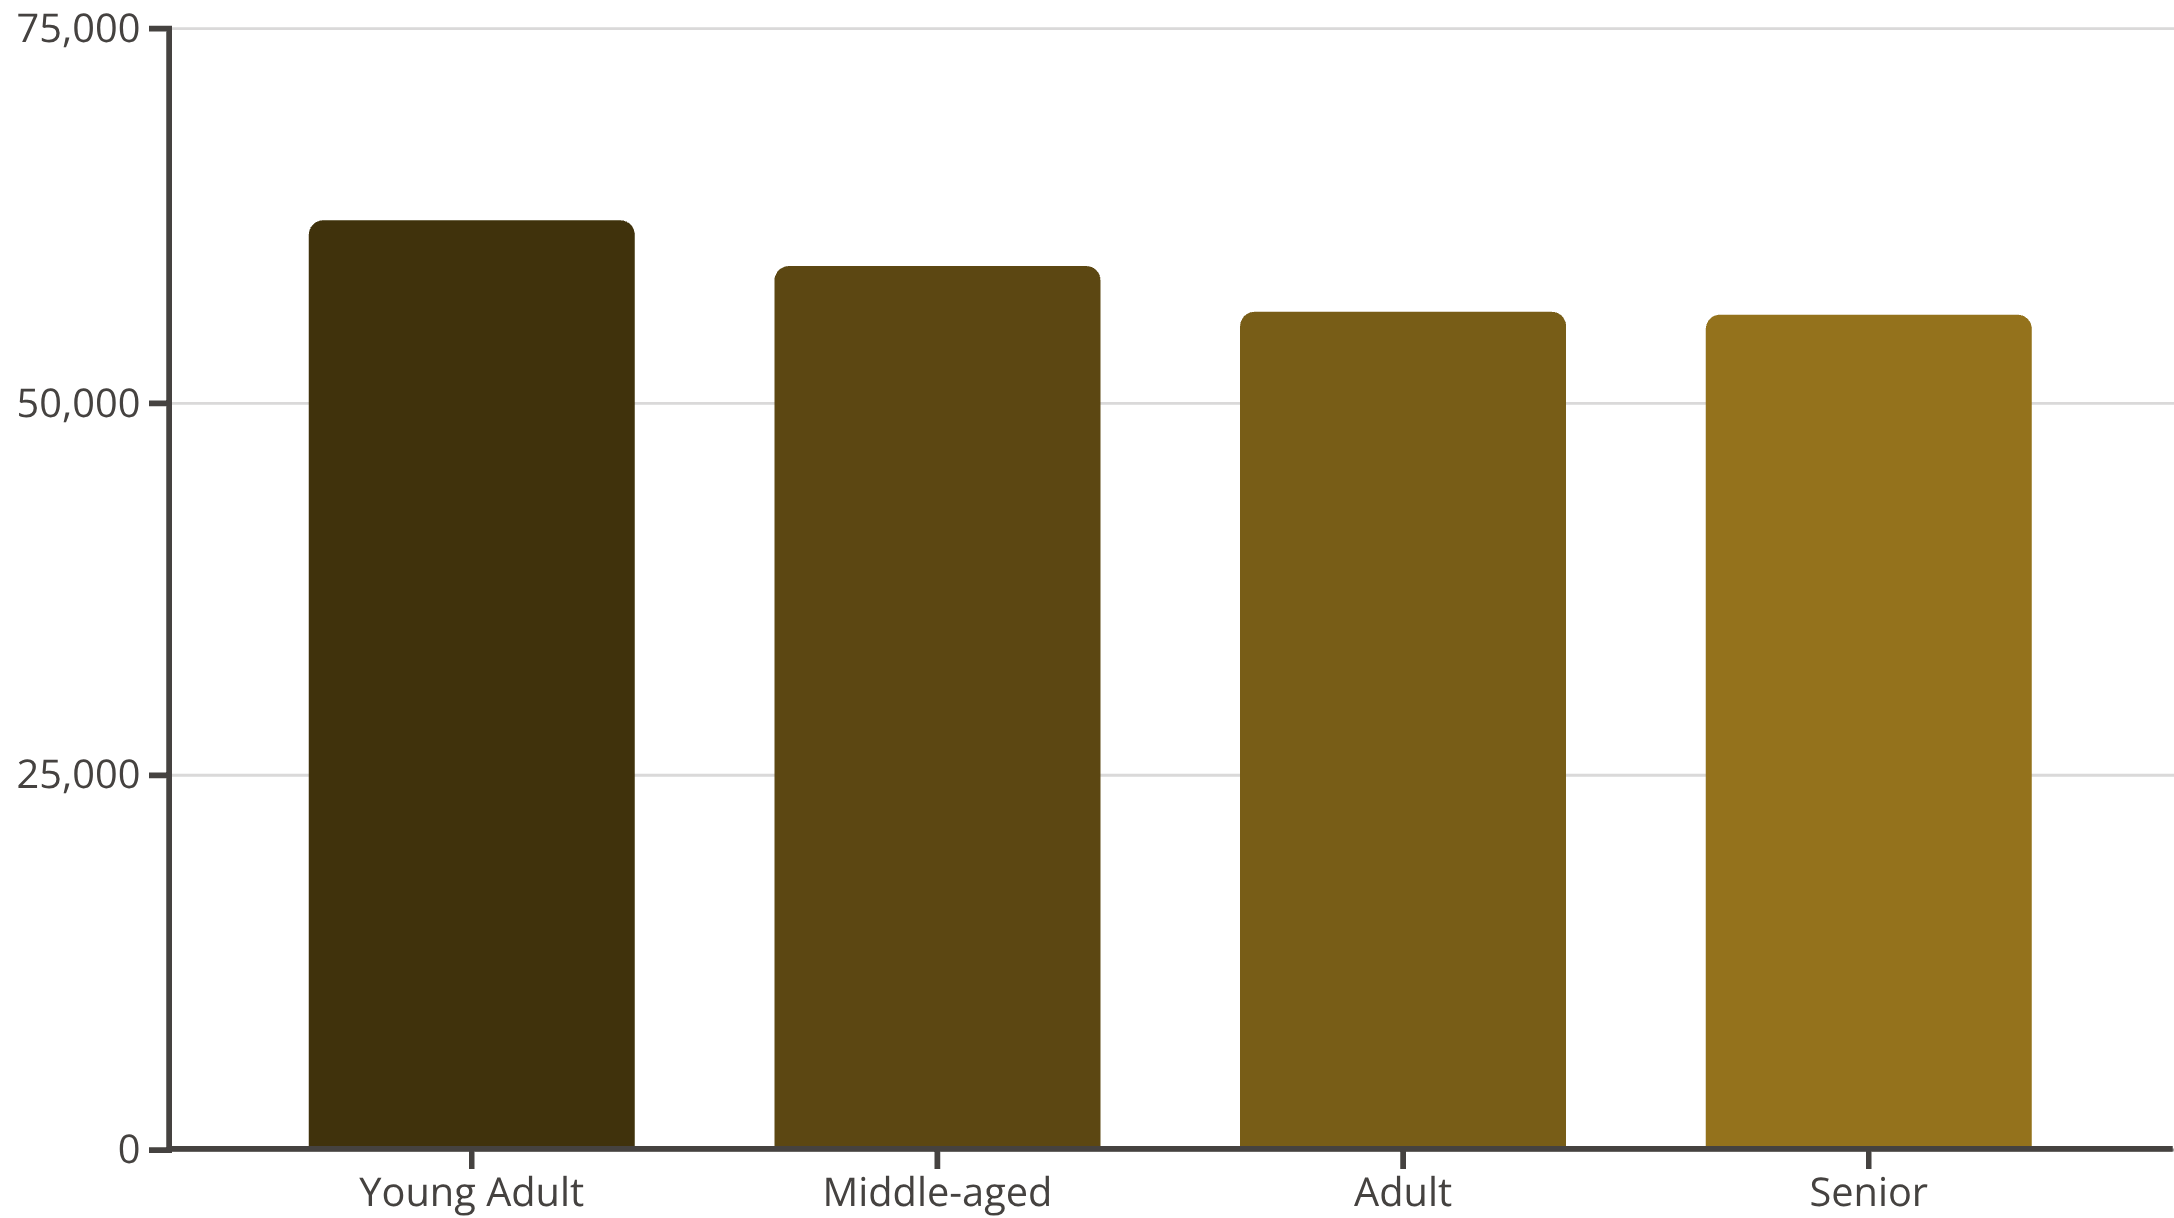 75,000
50,000
25,000
0
Young Adult
Middle-aged
Adult
Senior